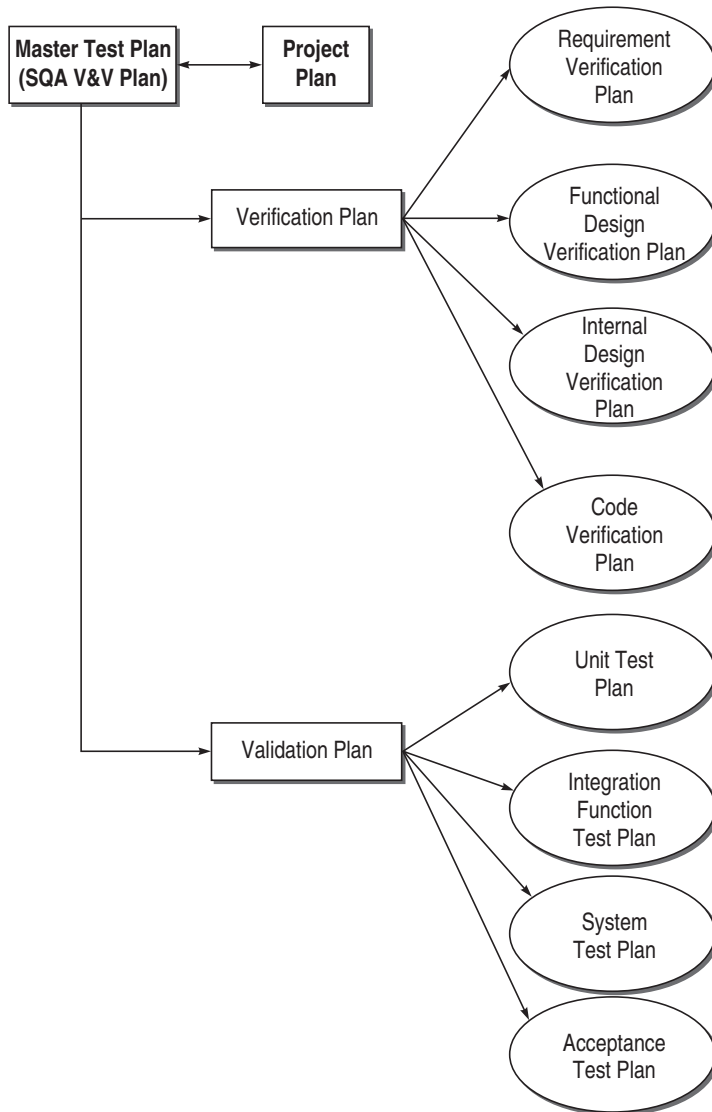 Master Test Plan
(SQA V&V Plan)
Project
Plan
Requirement
Verification
Plan
Verification Plan
Functional
Design
Verification Plan
Internal
Design
Verification
Plan
Code
Verification
Plan
Unit Test
Plan
Validation Plan
Integration
Function
Test Plan
System
Test Plan
Acceptance
Test Plan